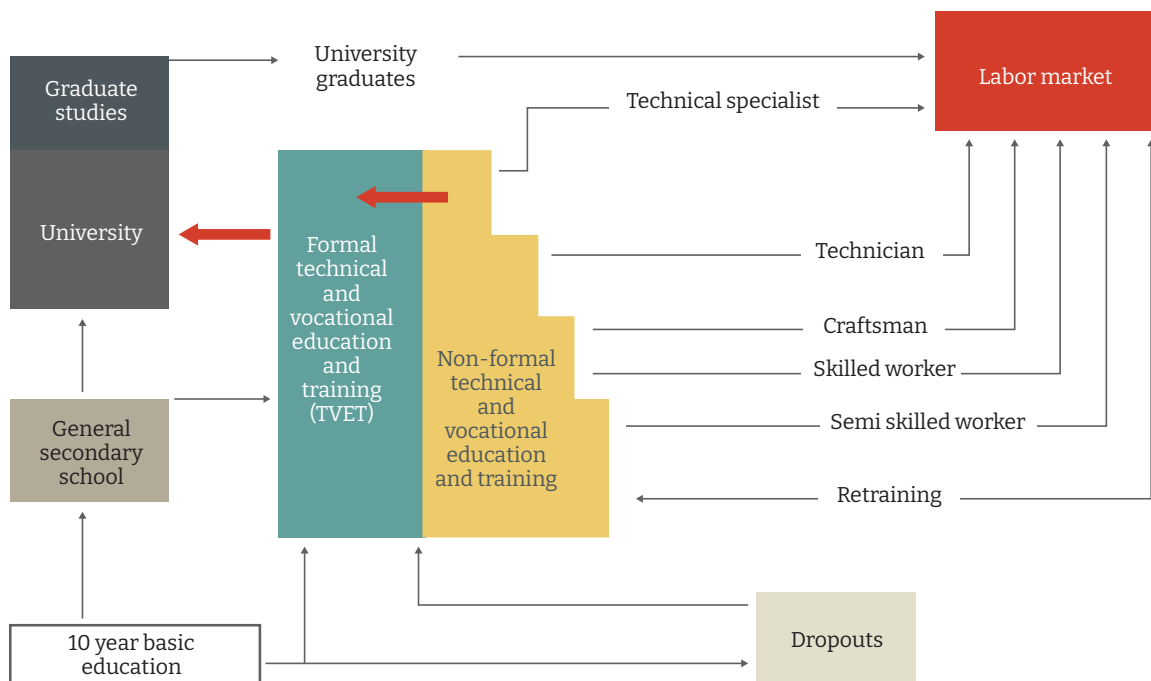 University
graduates
Labor market
Graduate
studies
Technical specialist
University
Formal
technical
and
vocational
education
and
training
(TVET)
Technician
Craftsman
Non-formal
technical
and
vocational
education
and training
Skilled worker
General
secondary
school
Semi skilled worker
Retraining
10 year basic
education
Dropouts